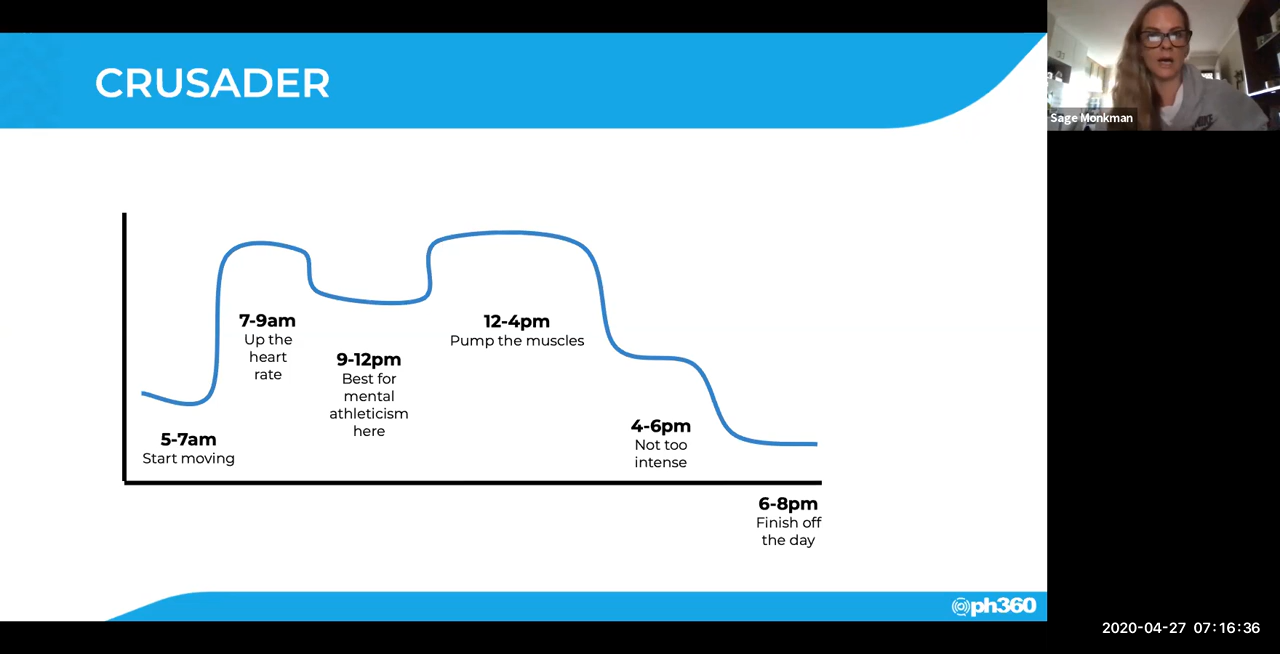 CRUSADER
Sage Monkman
7-9am
Up the
heart
rate
12-4pm
Pump the muscles
9-12pm
Best for
mental
athleticism
here
5-7am
Start moving
4-6pm
Not too
intense
6-8pm
Finish off
the day
ph360
2020-04-27 07:16:36